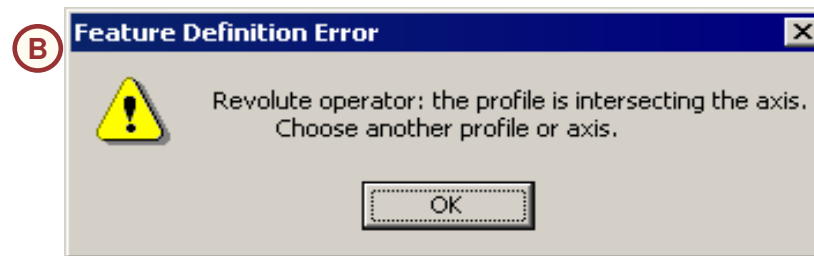 B
Feature Definition Error
Revolute operator: the profile is intersecting the axis.
Choose another profile or axis.
OK